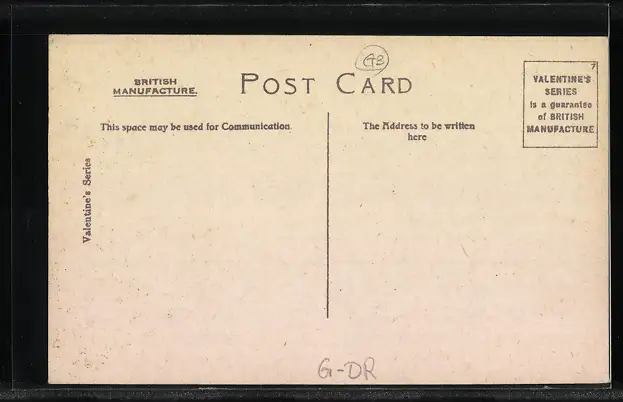 GB
BRITISH
MANUFACTURE.
POST CARD
7
VALENTINE'S
SERIES
is a guarantee
of BRITISH
MANUFACTURE
This space may be used for Communication
The Address to be written
here
Valentine's Series
G-DR